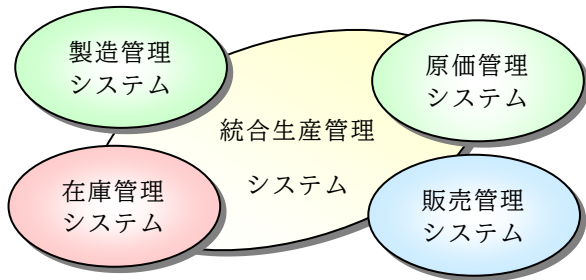 製造管理
システム
原価管理
システム
統合生産管理
システム
在庫管理
システム
販売管理
システム